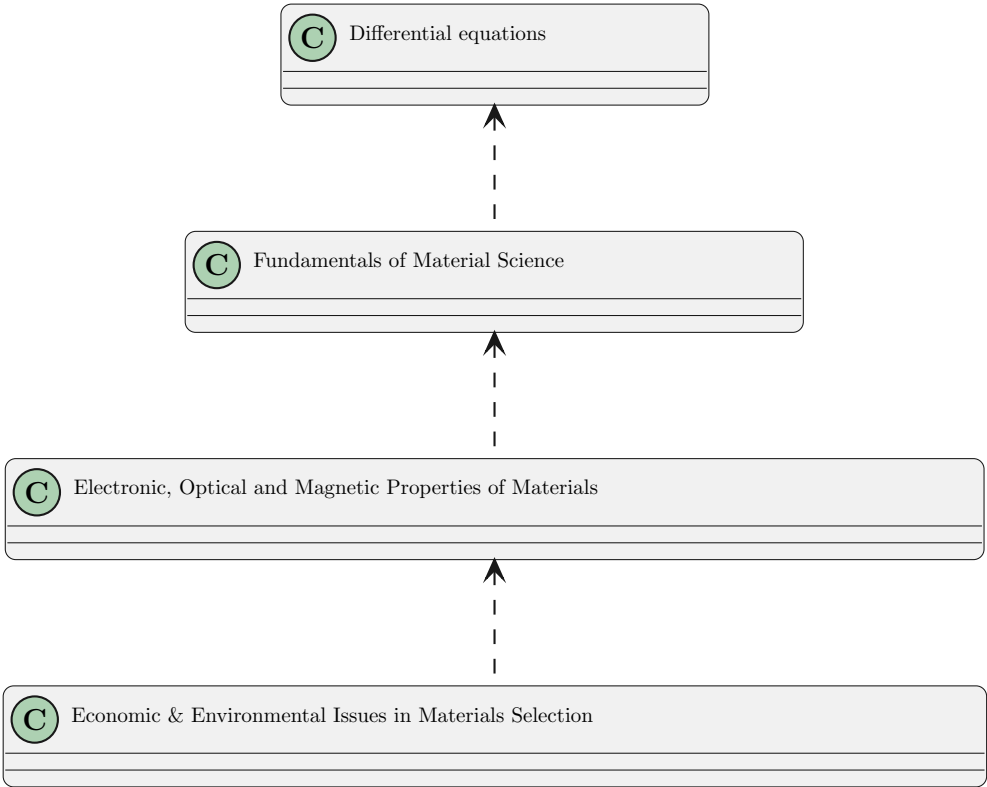 C Differential equations
C Fundamentals of Material Science
C Electronic, Optical and Magnetic Properties of Materials
C Economic & Environmental Issues in Materials Selection